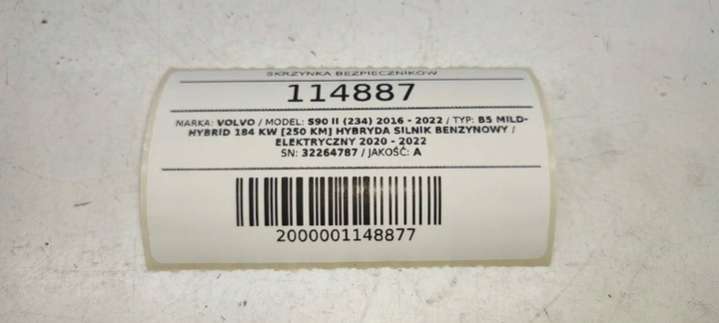 SKRZYNKA BEZPIECZNIKÓW
114887
MARKA: VOLVO / MODEL: S90 II (234) 2016 - 2022 / TYP: B5 MILD-
HYBRID 184 KW [250 KM] HYBRYDA SILNIK BENZYNOWY /
ELEKTRYCZNY 2020 - 2022
SN: 32264787 / JAKOŚĆ: A
2000001148877